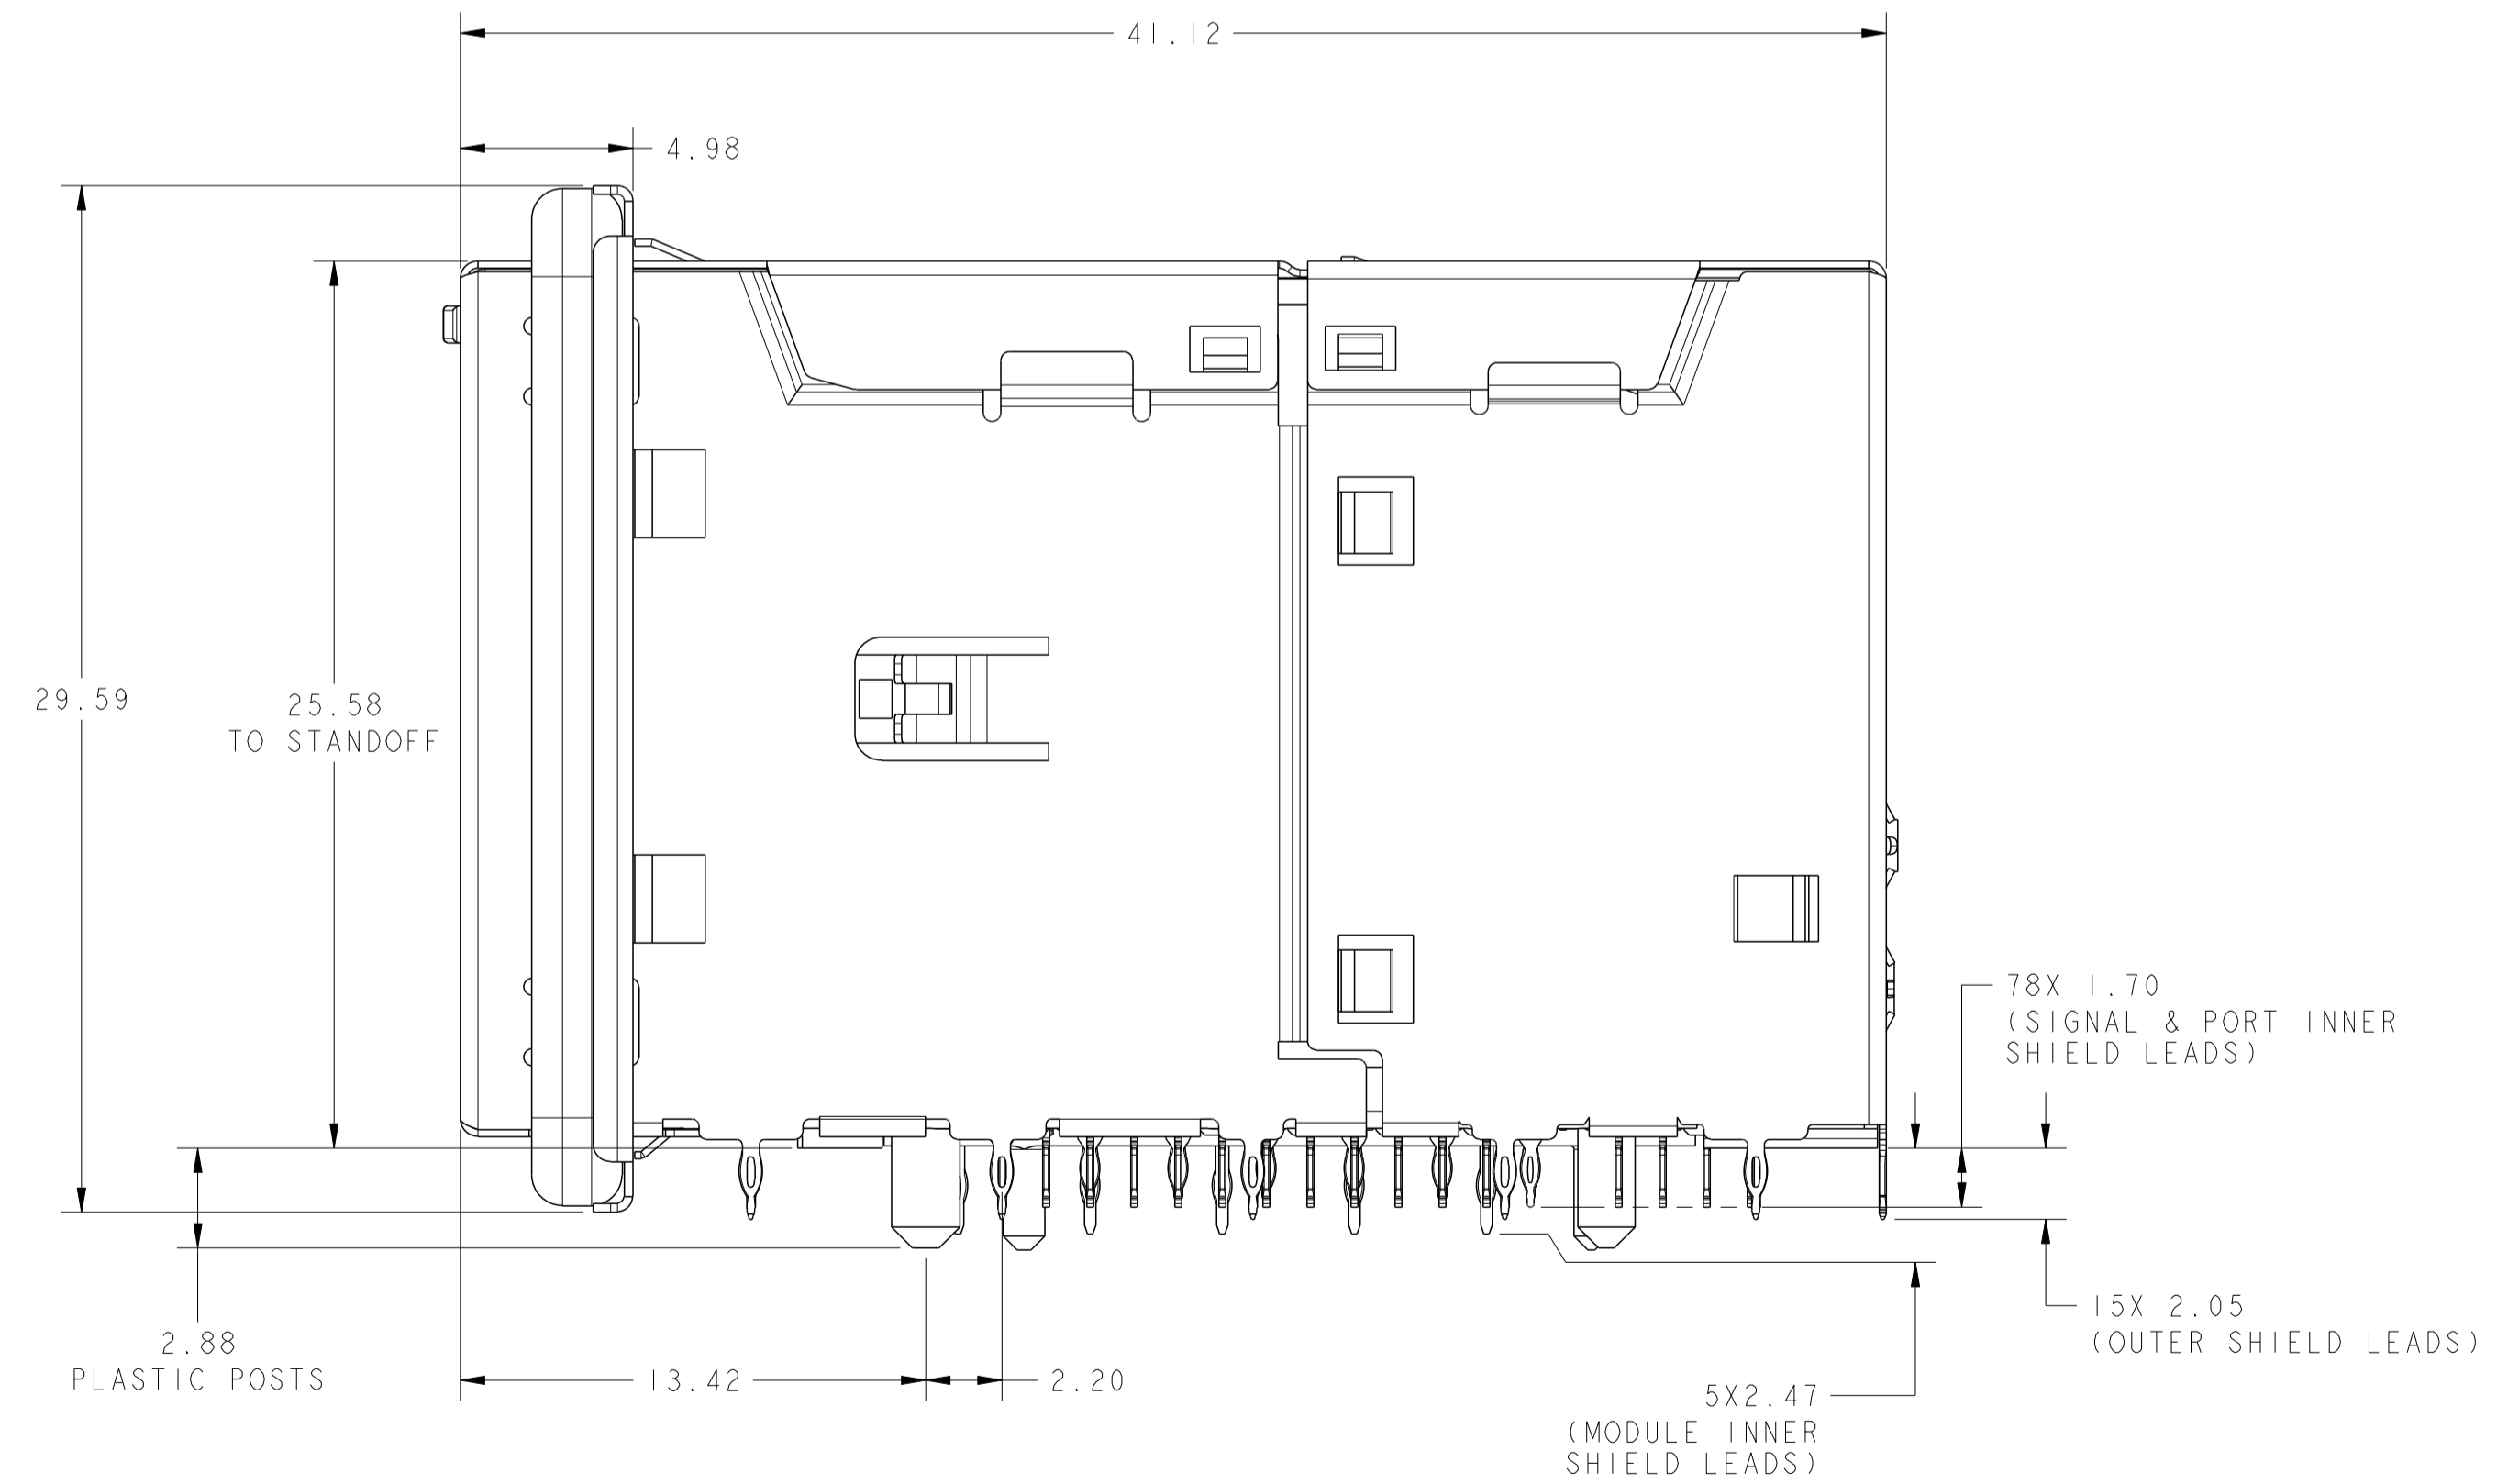 41.12
4.98
29.59
25.58
TO STANDOFF
78X 1.70
(SIGNAL & PORT INNER
SHIELD LEADS)
15X 2.05
(OUTER SHIELD LEADS)
2.88
PLASTIC POSTS
13.42
2.20
5X2.47
(MODULE INNER
SHIELD LEADS)